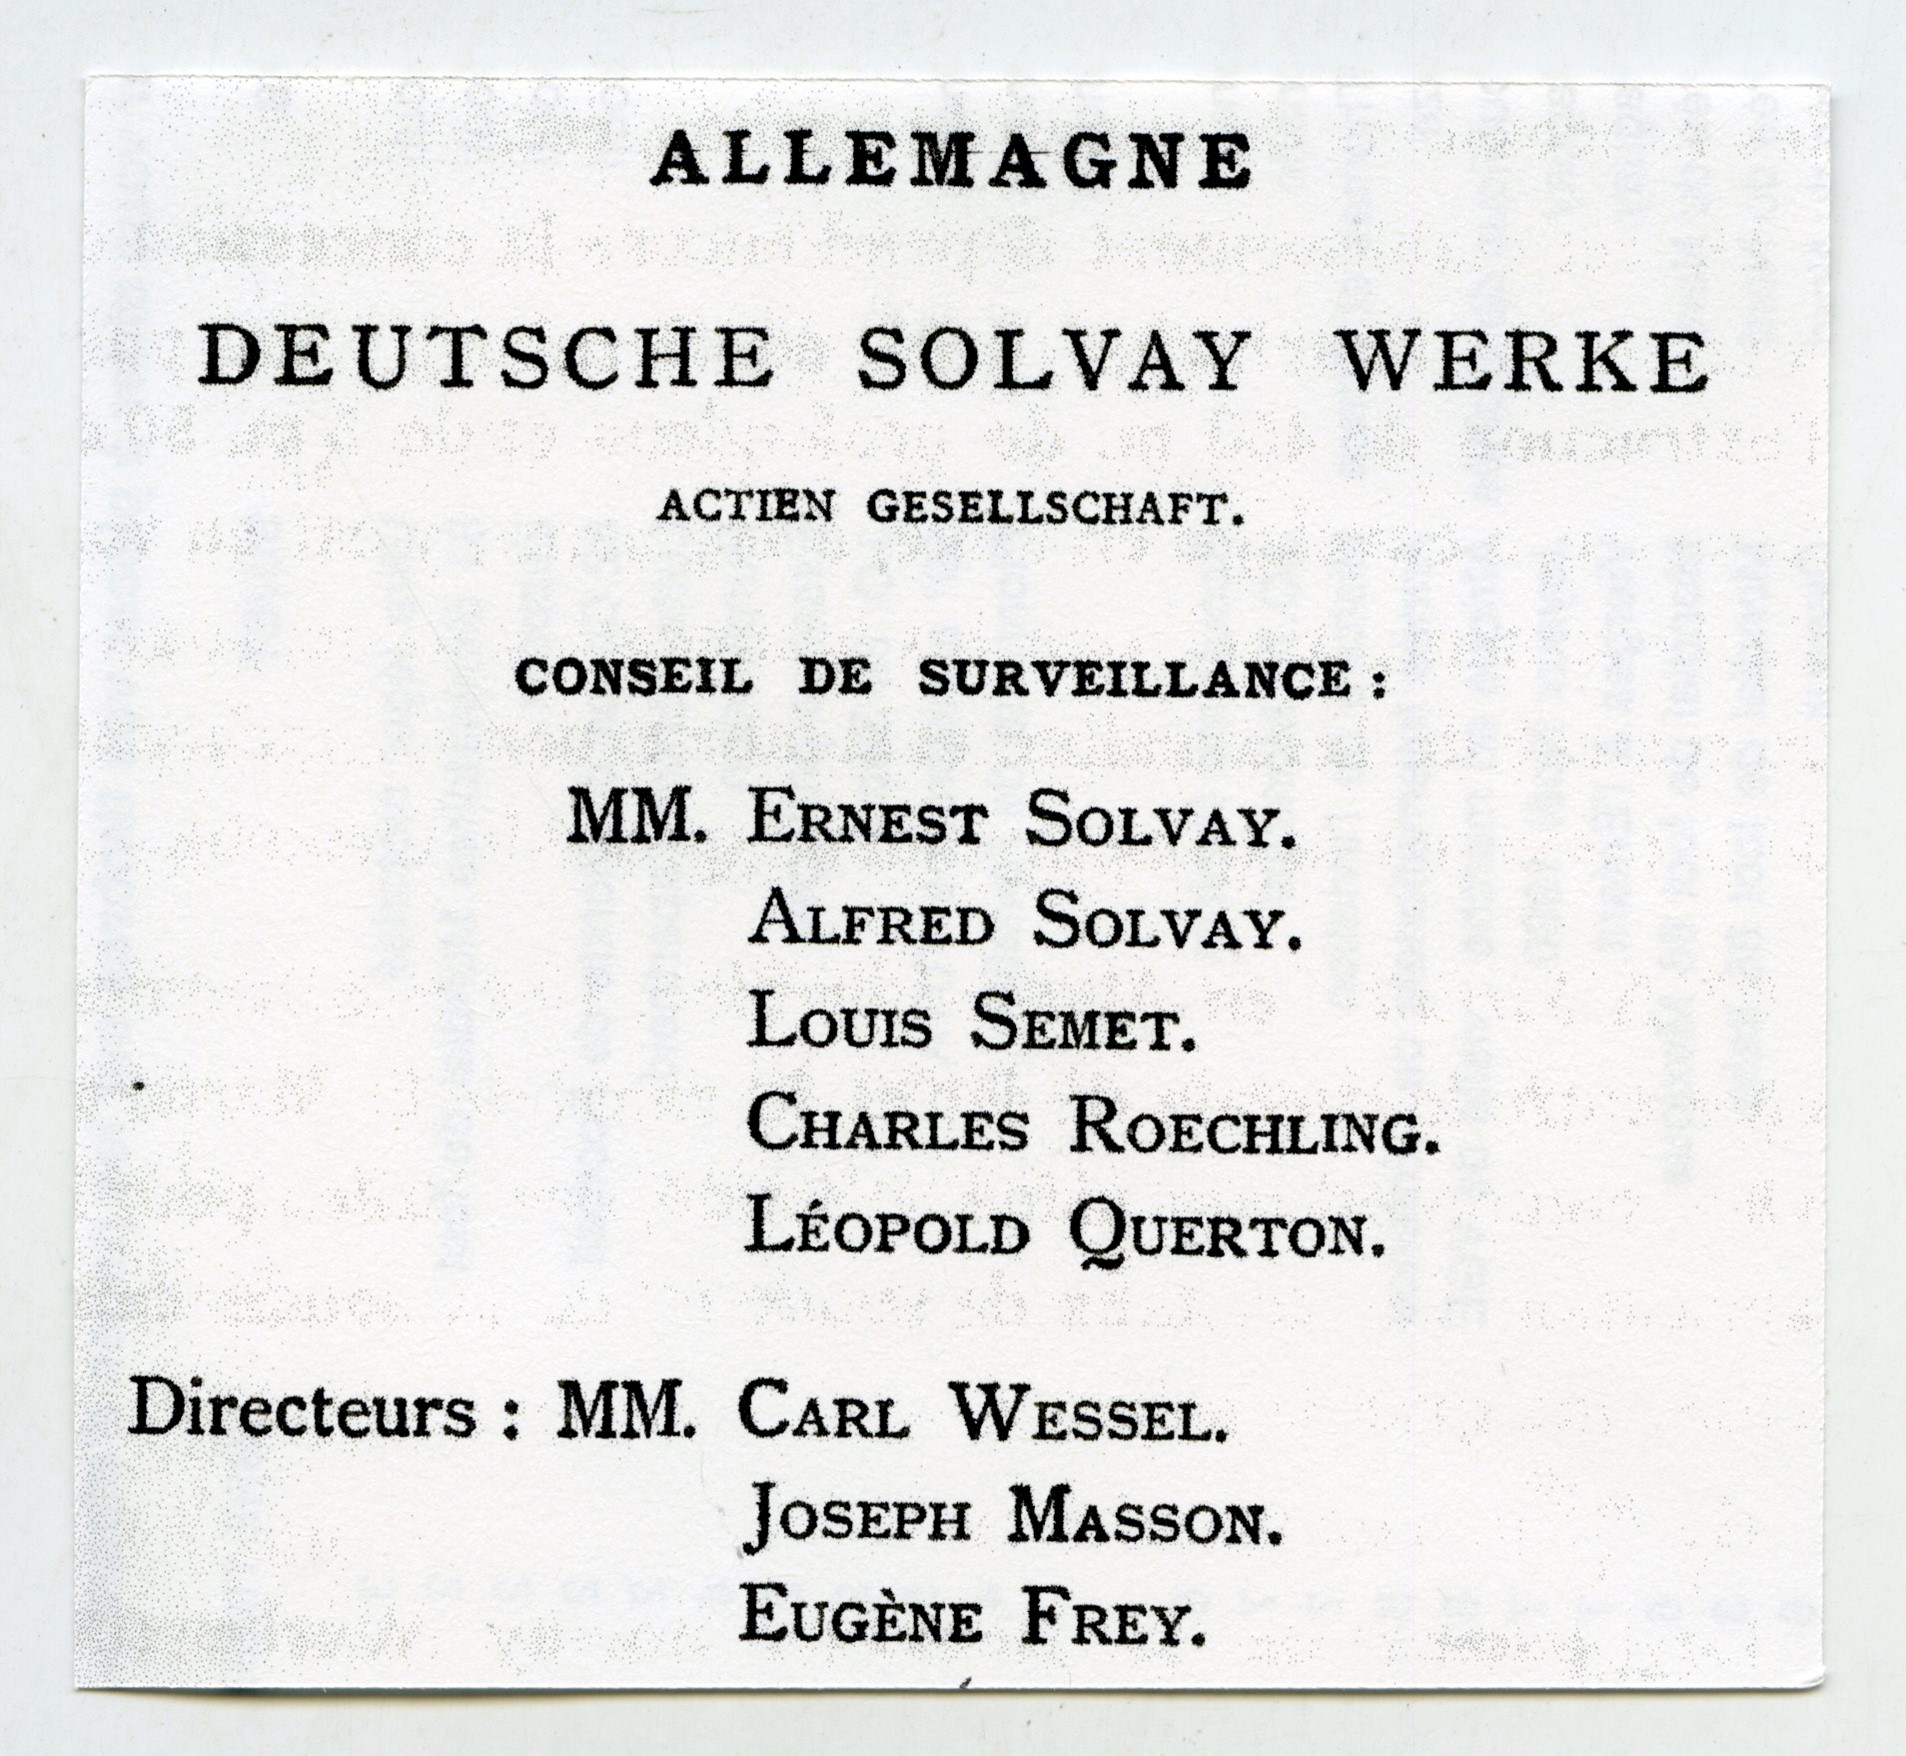 ALLEMAGNE
DEUTSCHE SOLVAY WERKE
ACTIEN GESELLSCHAFT.
CONSEIL DE SURVEILLANCE :
MM. ERNEST SOLVAY.
ALFRED SOLVAY.
LOUIS SEMET.
CHARLES ROECHLING.
LÉOPOLD QUERTON.
Directeurs : MM. CARL WESSEL.
JOSEPH MASSON.
EUGÈNE FREY.